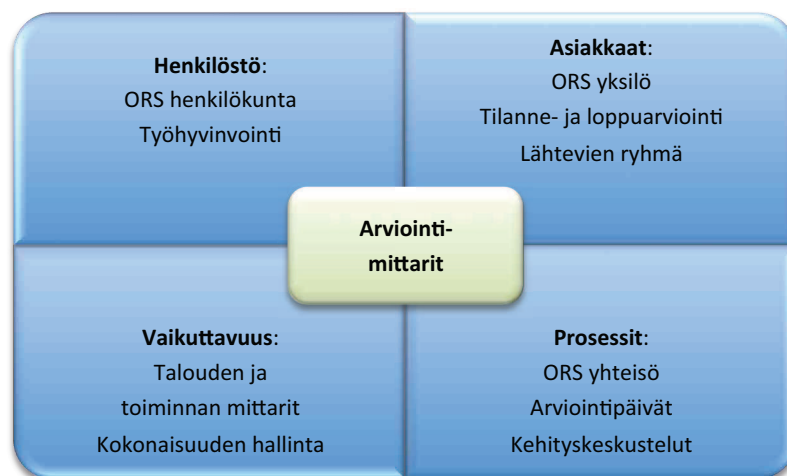 Henkilöstö:
ORS henkilökunta
Työhyvinvointi
Asiakkaat:
ORS yksilö
Tilanne- ja loppuarviointi
Lähtevien ryhmä
Arviointi-
mittarit
Vaikuttavuus:
Talouden ja
toiminnan mittarit
Kokonaisuuden hallinta
Prosessit:
ORS yhteisö
Arviointipäivät
Kehityskeskustelut